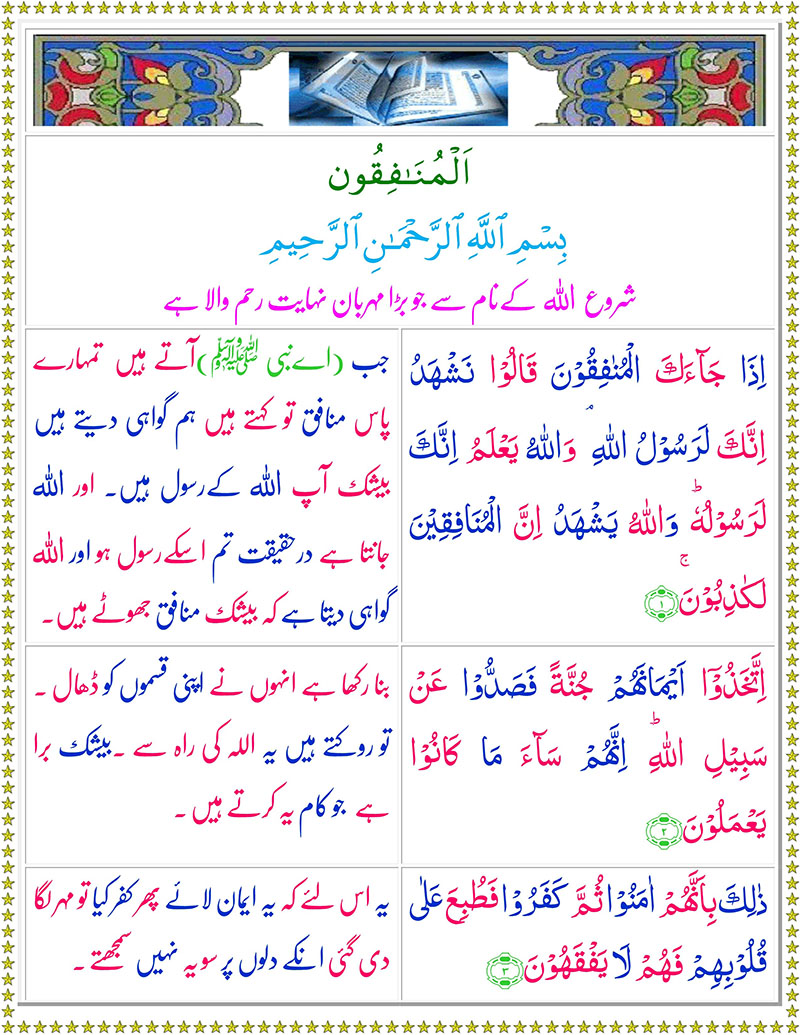 اَلْمُنٰفِقُون
بِسْمِ ٱللَّهِ ٱلرَّحْمَـٰنِ ٱلرَّحِيمِ
شروع اللہ کے نام سے جو بڑا مہربان نہایت رحم والا ہے
اِذَا جَآءَكَ الْمُنٰفِقُوْنَ قَالُوْا نَشْهَدُ
اِنَّكَ لَرَسُوْلُ اللّٰهِ ۘ وَاللّٰهُ يَعْلَمُ اِنَّكَ
لَرَسُوْلُهٗ ؕ وَاللّٰهُ يَشْهَدُ اِنَّ الْمُنَافِقِيْنَ
لَكٰذِبُوْنَ ۚ ﴿۱﴾
جب (اے نبی ﷺ) آتے ہیں تمہارے
پاس منافق تو کہتے ہیں ہم گواہی دیتے ہیں
بیشک آپ اللہ کے رسول ہیں۔ اور اللہ
جانتا ہے درحقیقت تم اسکے رسول ہو اور اللہ
گواہی دیتا ہے کہ بیشک منافق جھوٹے ہیں۔
اِتَّخَذُوْۤا اَيْمَانَهُمْ جُنَّةً فَصَدُّوْا عَنْ
سَبِيْلِ اللّٰهِ ؕ اِنَّهُمْ سَآءَ مَا كَانُوْا
يَعْمَلُوْنَ ﴿۲﴾
بنا رکھا ہے انہوں نے اپنی قسموں کو ڈھال ۔
تو روکتے ہیں یہ اللہ کی راہ سے ۔ بیشک برا
ہے جو کام یہ کرتے ہیں ۔
ذٰلِكَ بِاَنَّهُمْ اٰمَنُوْا ثُمَّ كَفَرُوْا فَطُبِعَ عَلٰى
قُلُوْبِهِمْ فَهُمْ لَا يَفْقَهُوْنَ ﴿۳﴾
یہ اس لئے کہ یہ ایمان لائے پھر کفر کیا تو مہر لگا
دی گئی انکے دلوں پر سو یہ نہیں سمجھتے ۔